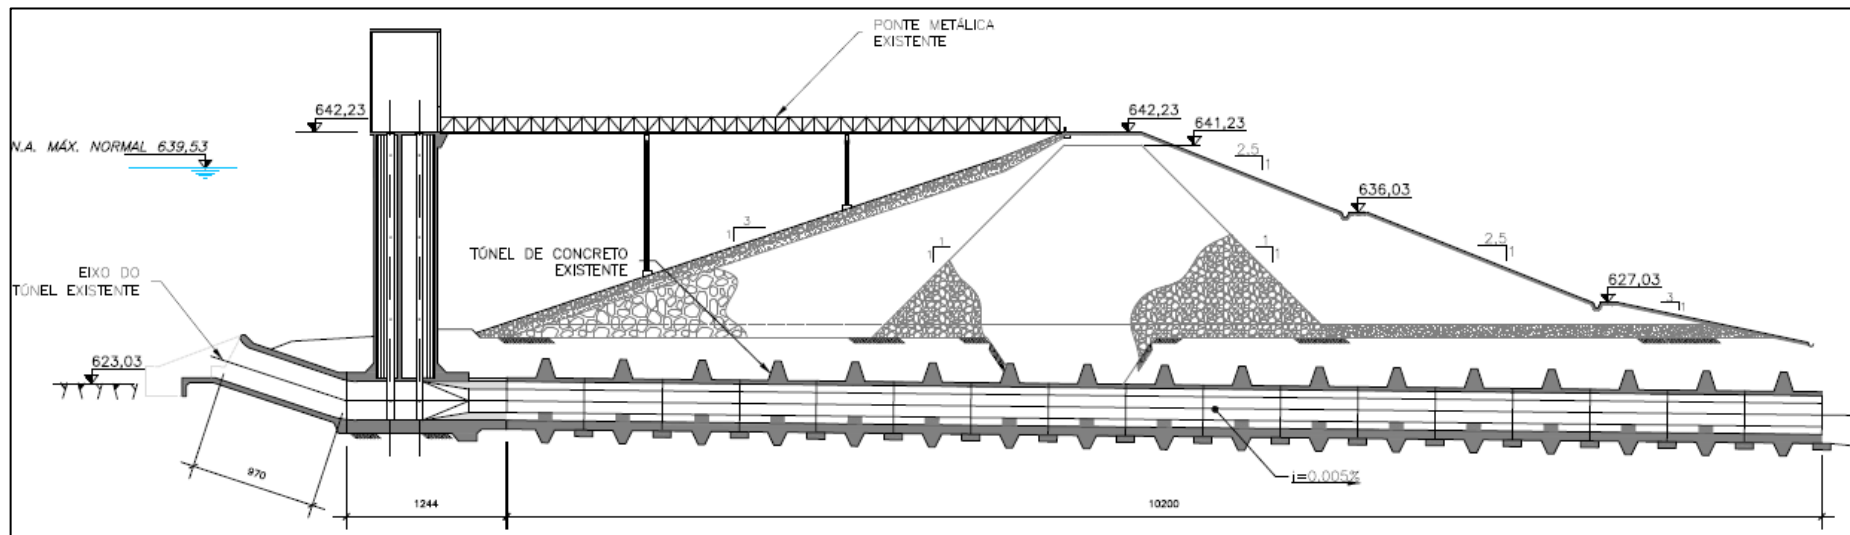 PONTE METÁLICA
EXISTENTE
642,23
642,23
641,23
N.A. MÁX. NORMAL 639,53
2,5
1
636,03
3
1
TÚNEL DE CONCRETO
EXISTENTE
1
1
1
1
2,5
1
EIXO DO
TÚNEL EXISTENTE
627,03
3
1
623,03
970
i=0,005%
1244
10200